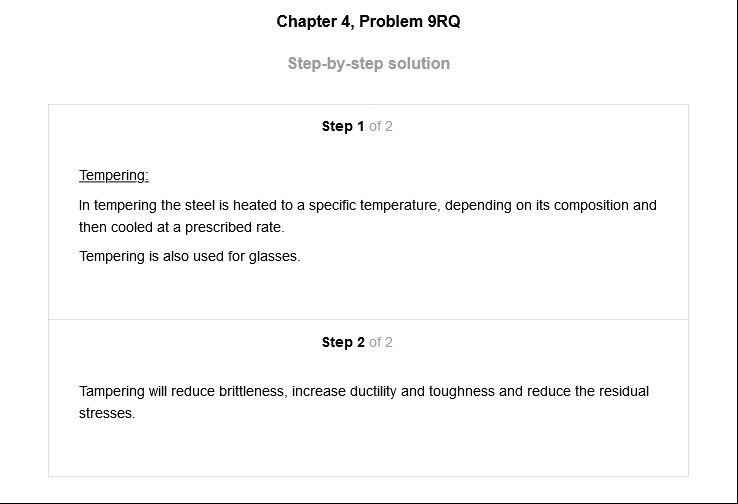 Chapter 4, Problem 9RQ
Step-by-step solution
Step 1 of 2
Tempering:
In tempering the steel is heated to a specific temperature, depending on its composition and
then cooled at a prescribed rate.
Tempering is also used for glasses.
Step 2 of 2
Tampering will reduce brittleness, increase ductility and toughness and reduce the residual
stresses.